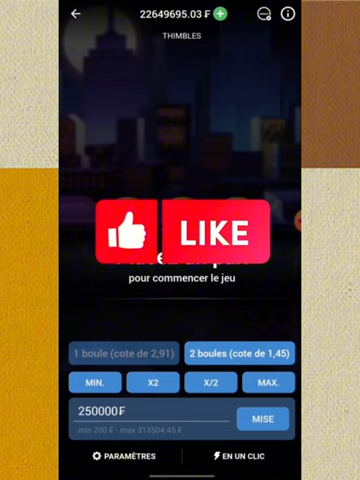 22649695.03 ₣
THIMBLES
LIKE
pour commencer le jeu
1 boule (cote de 2,91)
2 boules (cote de 1,45)
MIN.
X2
X/2
MAX.
250000₣
MISE
min 200 ₣ - max 313504.45 ₣
PARAMÈTRES
EN UN CLIC